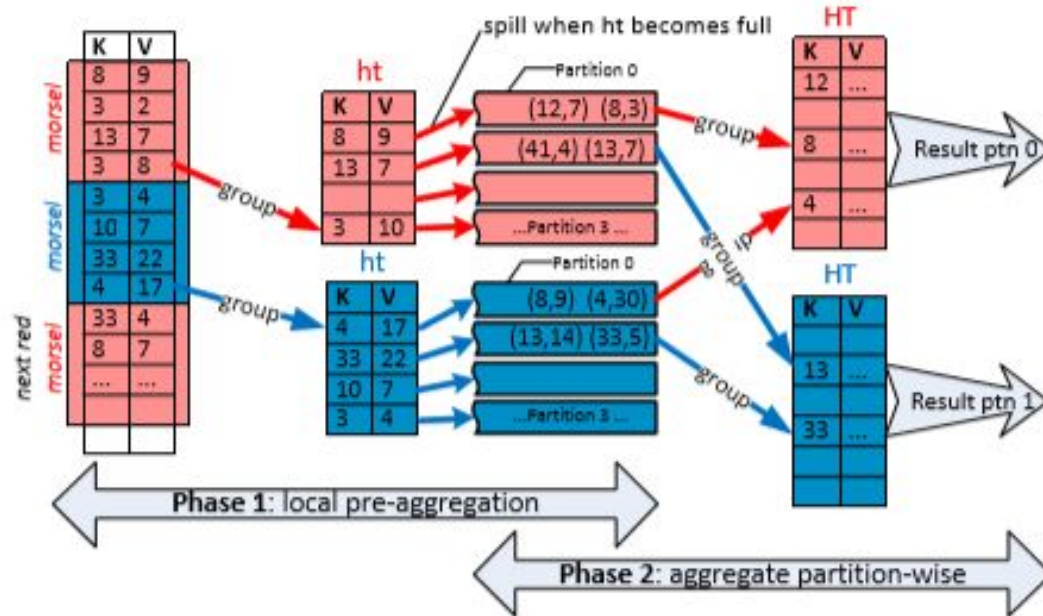 spill when ht becomes full
HT
K V
12 ...
8 ...
4 ...
Result ptn 0
K V
8 9
3 2
13 7
3 8
3 4
10 7
33 22
4 17
33 4
8 7
... ...
morsel
morsel
next red
morsel
group
group
ht
K V
8 9
13 7
3 10
Partition 0
(12,7) (8,3)
(41,4) (13,7)
...Partition 3 ...
group
group
ht
K V
4 17
33 22
10 7
3 4
Partition 0
(8,9) (4,30)
(13,14) (33,5)
...Partition 3 ...
group
HT
K V
13 ...
33 ...
Result ptn 1
Phase 1: local pre-aggregation
Phase 2: aggregate partition-wise